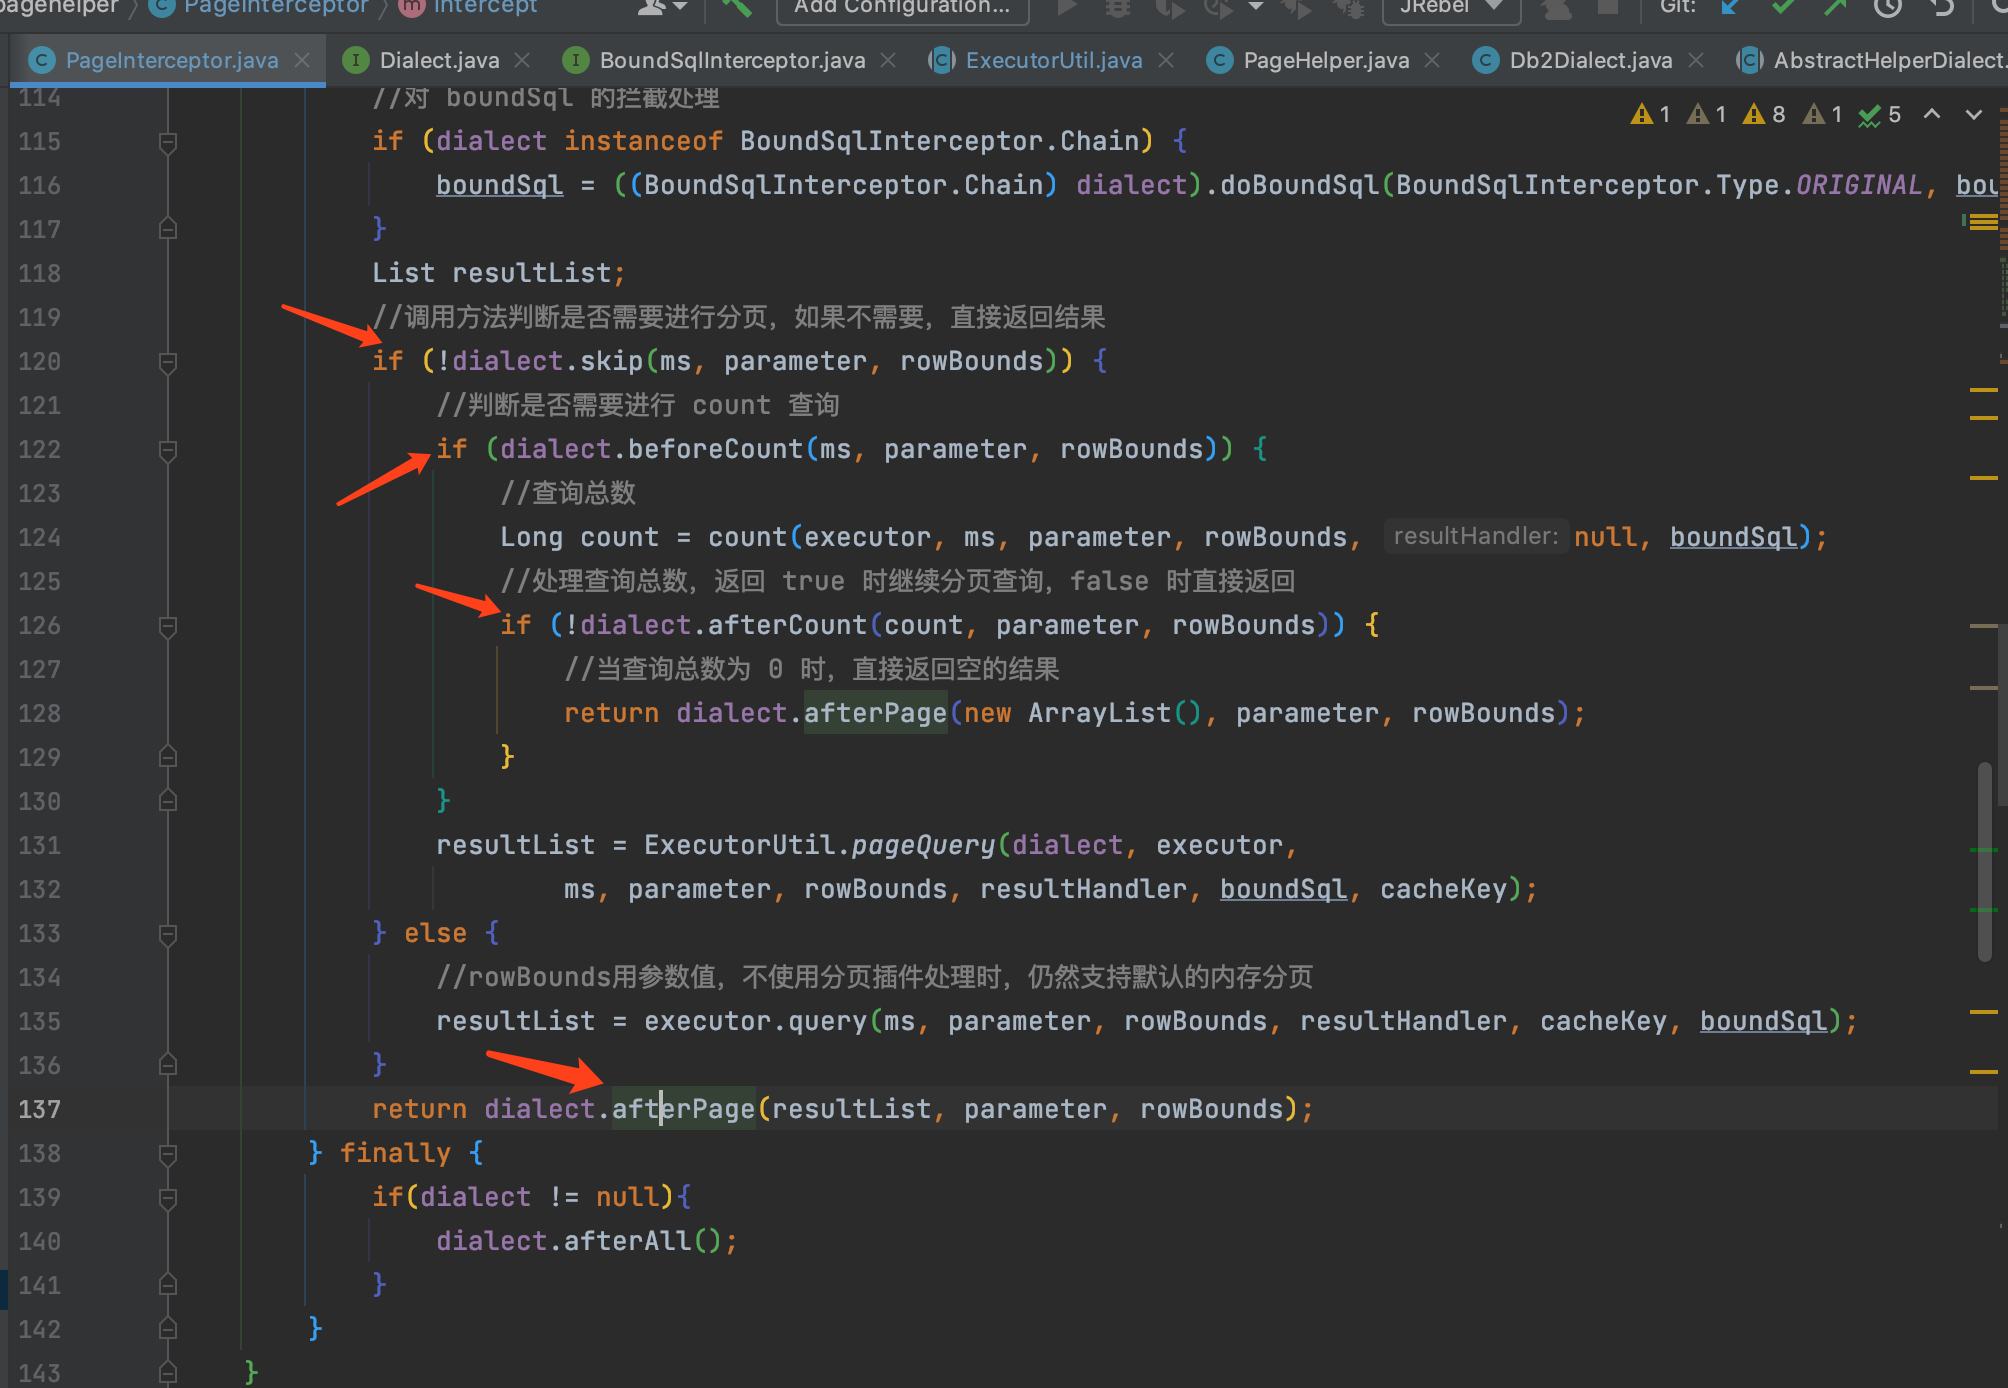 pagehelper PageInterceptor intercept Add Configuration... JRebel Git:
PageInterceptor.java Dialect.java BoundSqlInterceptor.java ExecutorUtil.java PageHelper.java Db2Dialect.java AbstractHelperDialect.
1 1 8 1 5
114 //对 boundSql 的拦截处理
115 if (dialect instanceof BoundSqlInterceptor.Chain) {
116 boundSql = ((BoundSqlInterceptor.Chain) dialect).doBoundSql(BoundSqlInterceptor.Type.ORIGINAL, bou
117 }
118 List resultList;
119 //调用方法判断是否需要进行分页，如果不需要，直接返回结果
120 if (!dialect.skip(ms, parameter, rowBounds)) {
121 //判断是否需要进行 count 查询
122 if (dialect.beforeCount(ms, parameter, rowBounds)) {
123 //查询总数
124 Long count = count(executor, ms, parameter, rowBounds, resultHandler: null, boundSql);
125 //处理查询总数，返回 true 时继续分页查询，false 时直接返回
126 if (!dialect.afterCount(count, parameter, rowBounds)) {
127 //当查询总数为 0 时，直接返回空的结果
128 return dialect.afterPage(new ArrayList(), parameter, rowBounds);
129 }
130 }
131 resultList = ExecutorUtil.pageQuery(dialect, executor,
132 ms, parameter, rowBounds, resultHandler, boundSql, cacheKey);
133 } else {
134 //rowBounds用参数值，不使用分页插件处理时，仍然支持默认的内存分页
135 resultList = executor.query(ms, parameter, rowBounds, resultHandler, cacheKey, boundSql);
136 }
137 return dialect.afterPage(resultList, parameter, rowBounds);
138 } finally {
139 if(dialect != null){
140 dialect.afterAll();
141 }
142 }
143 }